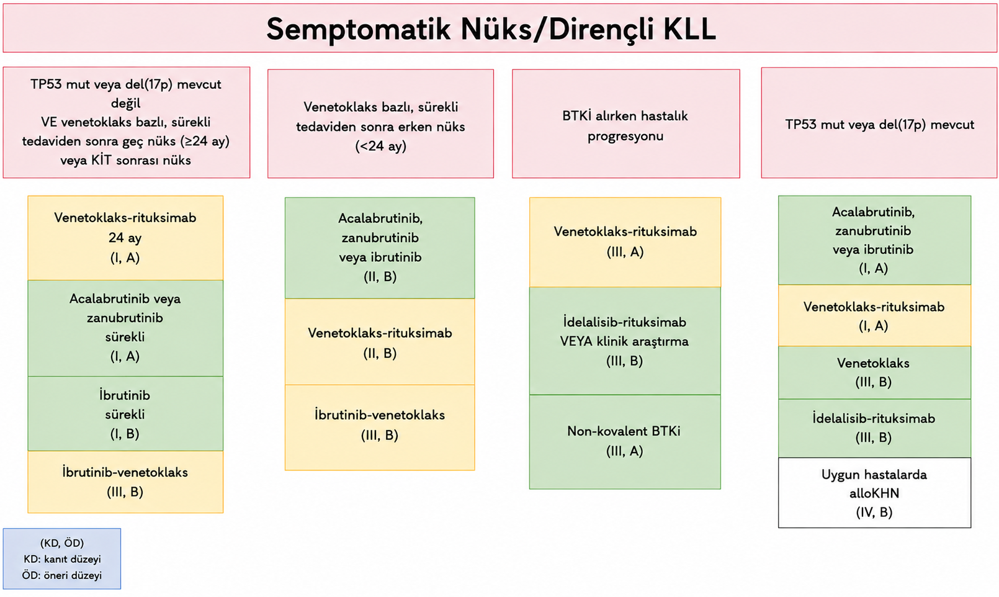 Semptomatik Nüks/Dirençli KLL
TP53 mut veya del(17p) mevcut
değil
VE venetoklaks bazlı, sürekli
tedaviden sonra geç nüks (≥24 ay)
veya KİT sonrası nüks
Venetoklaks-rituksimab
24 ay
(I, A)
Acalabrutinib veya
zanubrutinib
sürekli
(I, A)
İbrutinib
sürekli
(I, B)
İbrutinib-venetoklaks
(III, B)
Venetoklaks bazlı, sürekli
tedaviden sonra erken nüks
(<24 ay)
Acalabrutinib,
zanubrutinib
veya ibrutinib
(II, B)
Venetoklaks-rituksimab
(II, B)
İbrutinib-venetoklaks
(III, B)
BTKİ alırken hastalık
progresyonu
Venetoklaks-rituksimab
(III, A)
İdelalisib-rituksimab
VEYA klinik araştırma
(III, B)
Non-kovalent BTKi
(III, A)
TP53 mut veya del(17p) mevcut
Acalabrutinib,
zanubrutinib
veya ibrutinib
(I, A)
Venetoklaks-rituksimab
(I, A)
Venetoklaks
(III, B)
İdelalisib-rituksimab
(III, B)
Uygun hastalarda
alloKHN
(IV, B)
(KD, ÖD)
KD: kanıt düzeyi
ÖD: öneri düzeyi